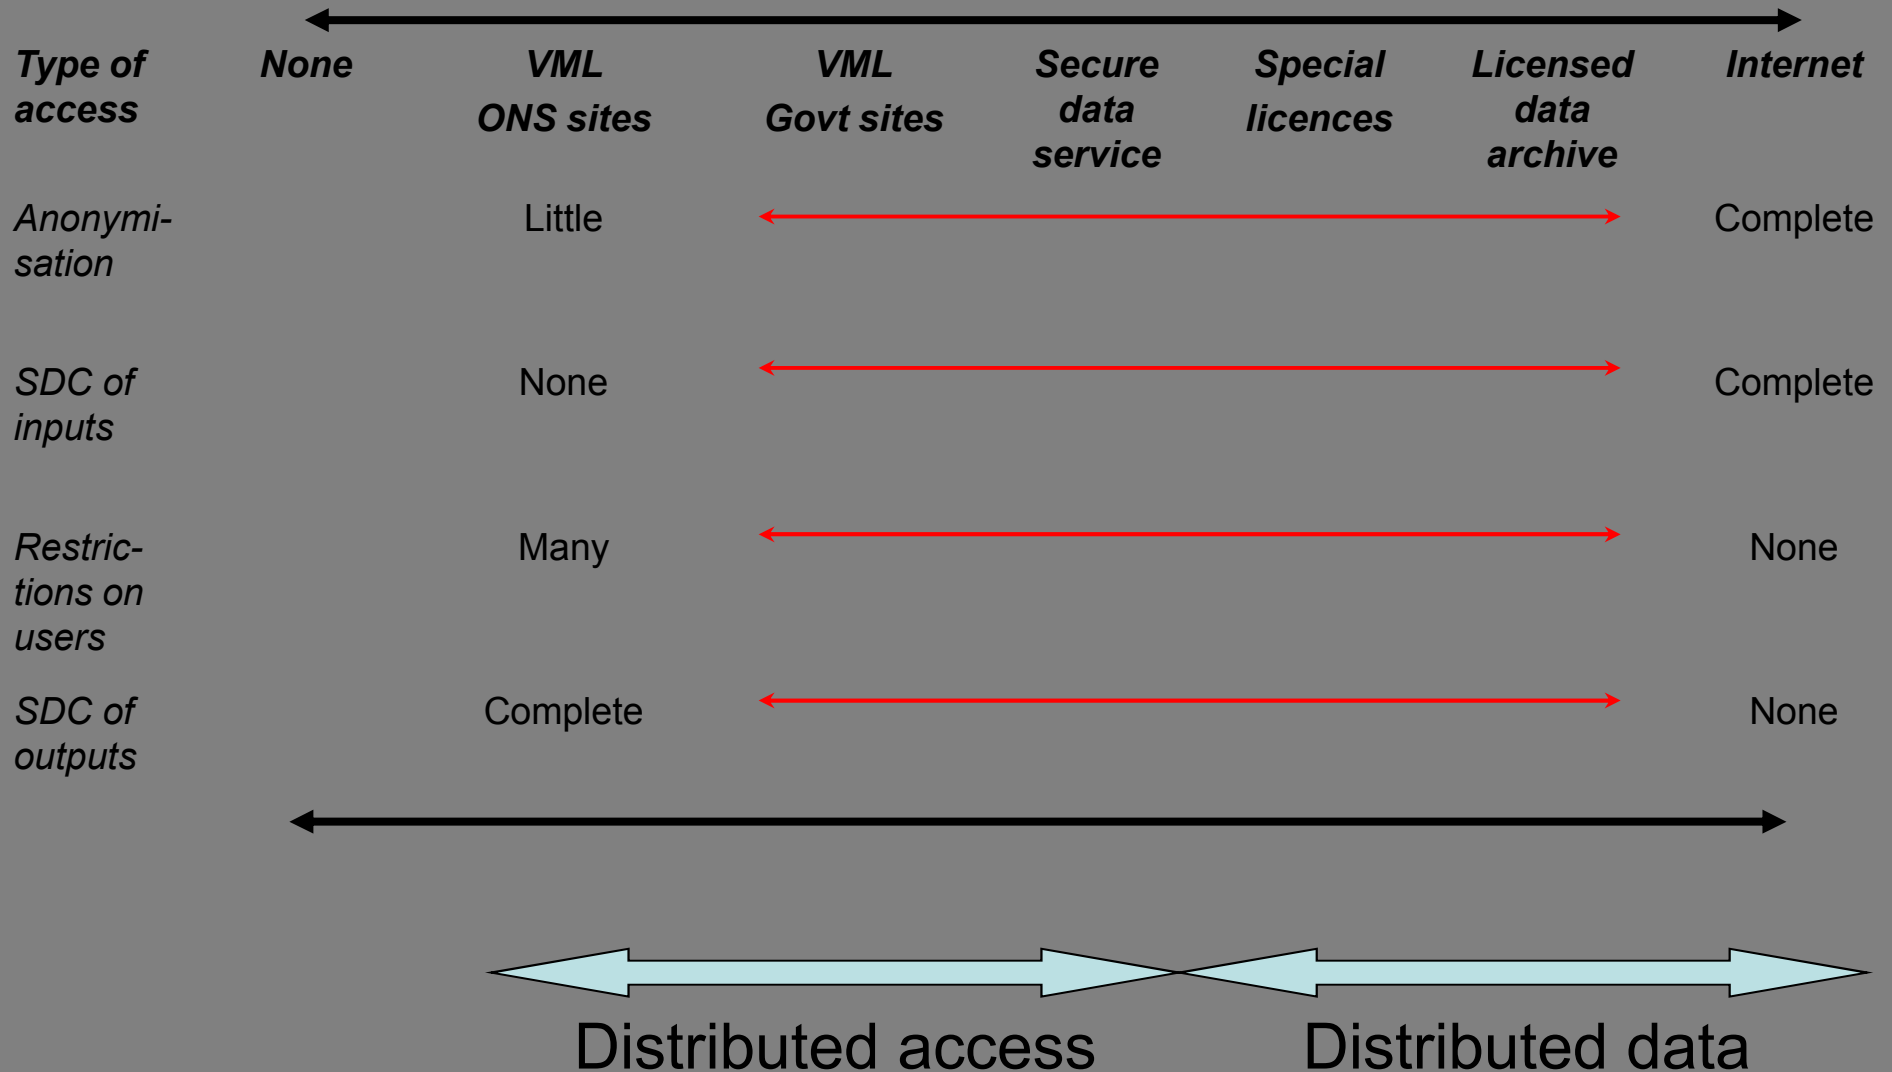 Type of
access
None
VML
ONS sites
VML
Govt sites
Secure
data
service
Special
licences
Licensed
data
archive
Internet
Anonymi-
sation
Little
Complete
SDC of
inputs
None
Complete
Restric-
tions on
users
Many
None
SDC of
outputs
Complete
None
Distributed access
Distributed data